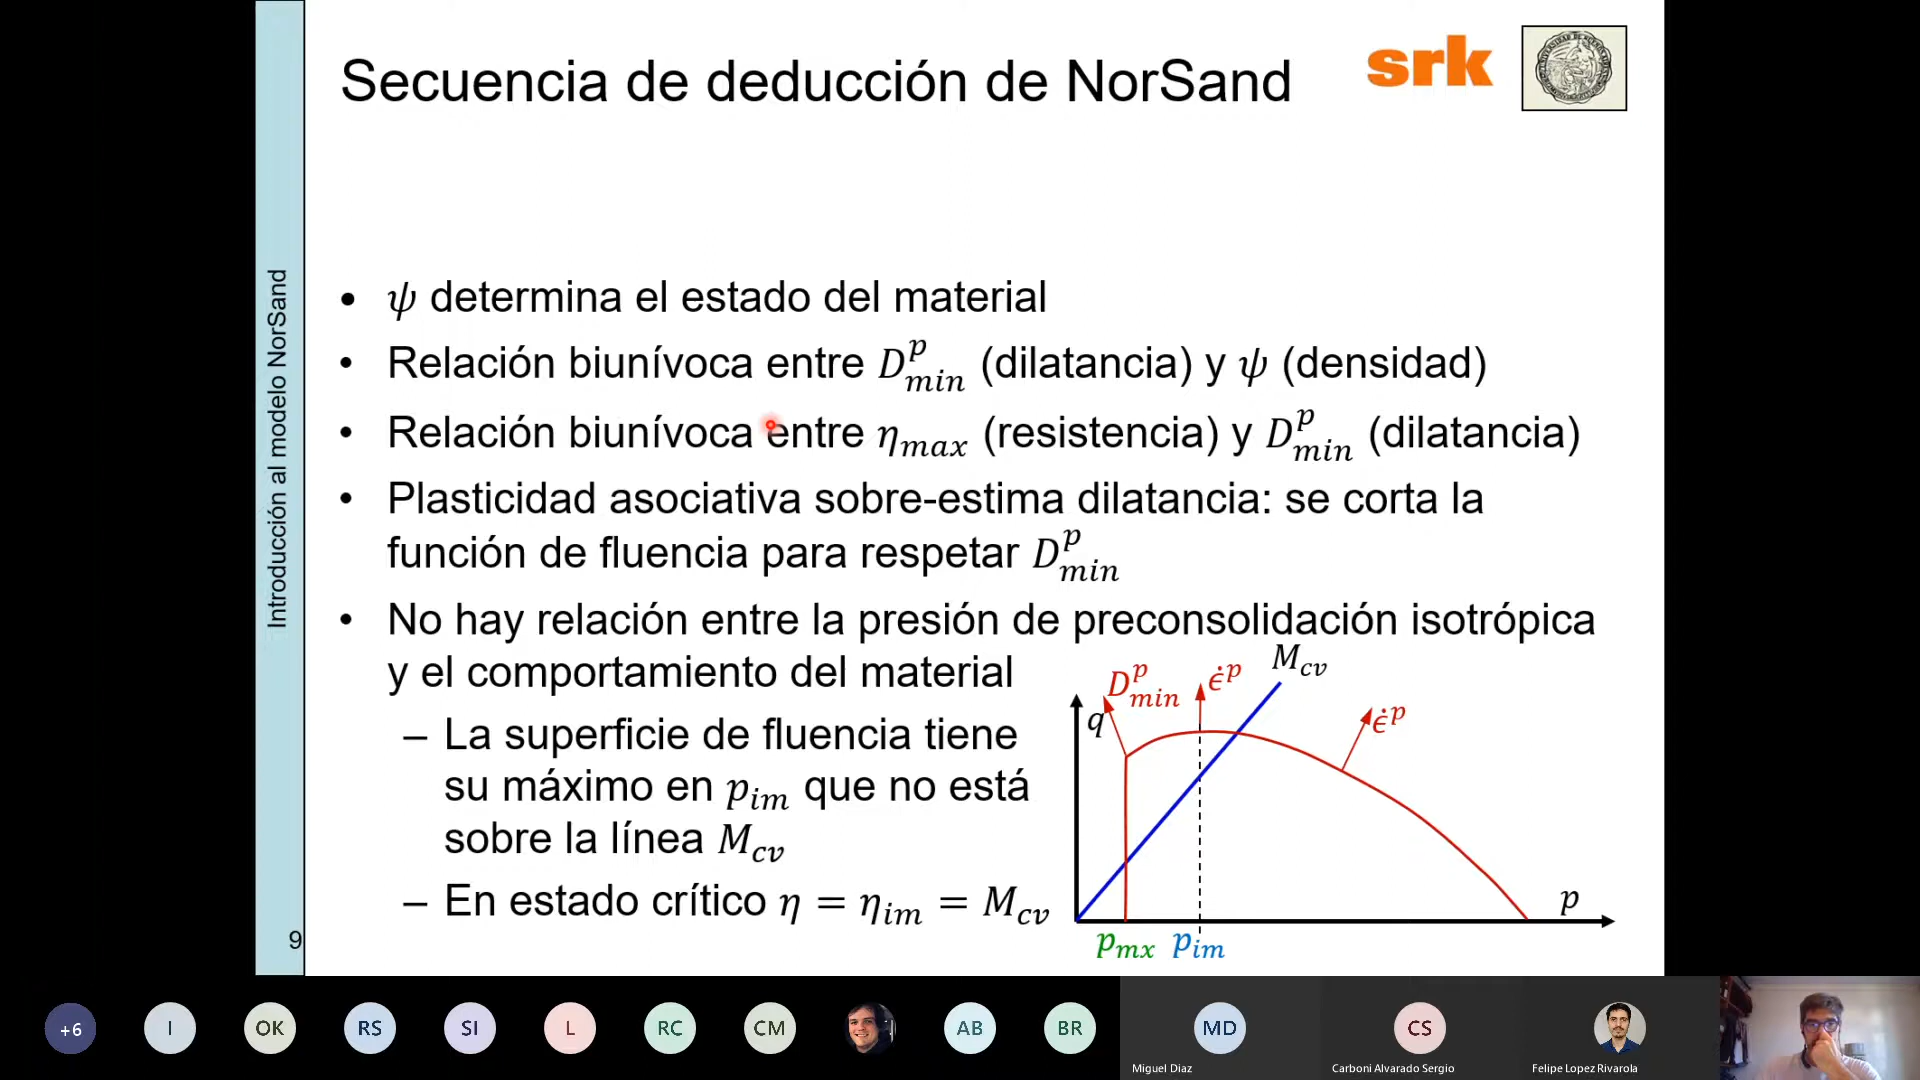 Secuencia de deducción de NorSand
srk
Introducción al modelo NorSand
• ψ determina el estado del material
• Relación biunívoca entre D^p_min (dilatancia) y ψ (densidad)
• Relación biunívoca entre η_max (resistencia) y D^p_min (dilatancia)
• Plasticidad asociativa sobre-estima dilatancia: se corta la
función de fluencia para respetar D^p_min
• No hay relación entre la presión de preconsolidación isotrópica
y el comportamiento del material
– La superficie de fluencia tiene
su máximo en p_im que no está
sobre la línea M_cv
– En estado crítico η = η_im = M_cv
D^p_min
ϵ̇^p
M_cv
q
ϵ̇^p
p
p_mx
p_im
9
+6
I
OK
RS
SI
L
RC
CM
AB
BR
MD
CS
Miguel Diaz
Carboni Alvarado Sergio
Felipe Lopez Rivarola